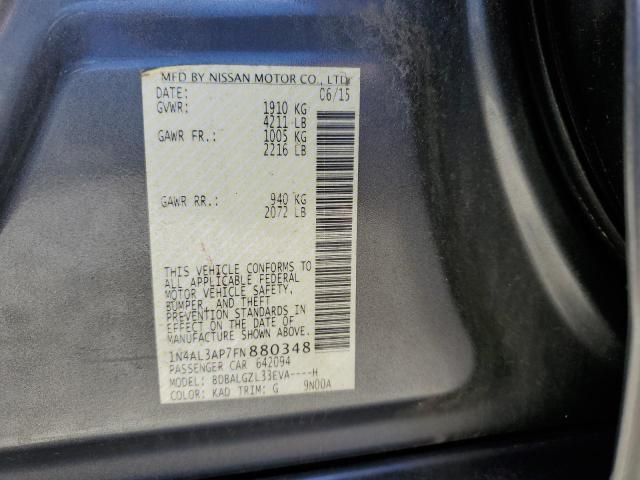 MFD BY NISSAN MOTOR CO., LTD.
DATE: 06/15
GVWR: 1910 KG
4211 LB
GAWR FR.: 1005 KG
2216 LB
GAWR RR.: 940 KG
2072 LB
THIS VEHICLE CONFORMS TO
ALL APPLICABLE FEDERAL
MOTOR VEHICLE SAFETY,
BUMPER, AND THEFT
PREVENTION STANDARDS IN
EFFECT ON THE DATE OF
MANUFACTURE SHOWN ABOVE.
1N4AL3AP7FN880348
PASSENGER CAR 642094
MODEL: BDBALGZL33EVA----H
COLOR: KAD TRIM: G 9N00A